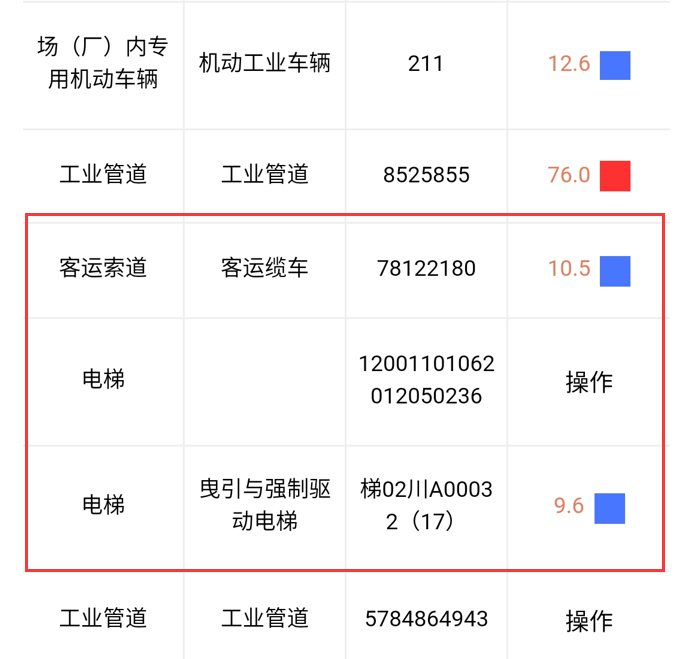 场（厂）内专
用机动车辆
机动工业车辆
211
12.6
工业管道
工业管道
8525855
76.0
客运索道
客运缆车
78122180
10.5
电梯
12001101062
012050236
操作
电梯
曳引与强制驱
动电梯
梯02川A0003
2（17）
9.6
工业管道
工业管道
5784864943
操作